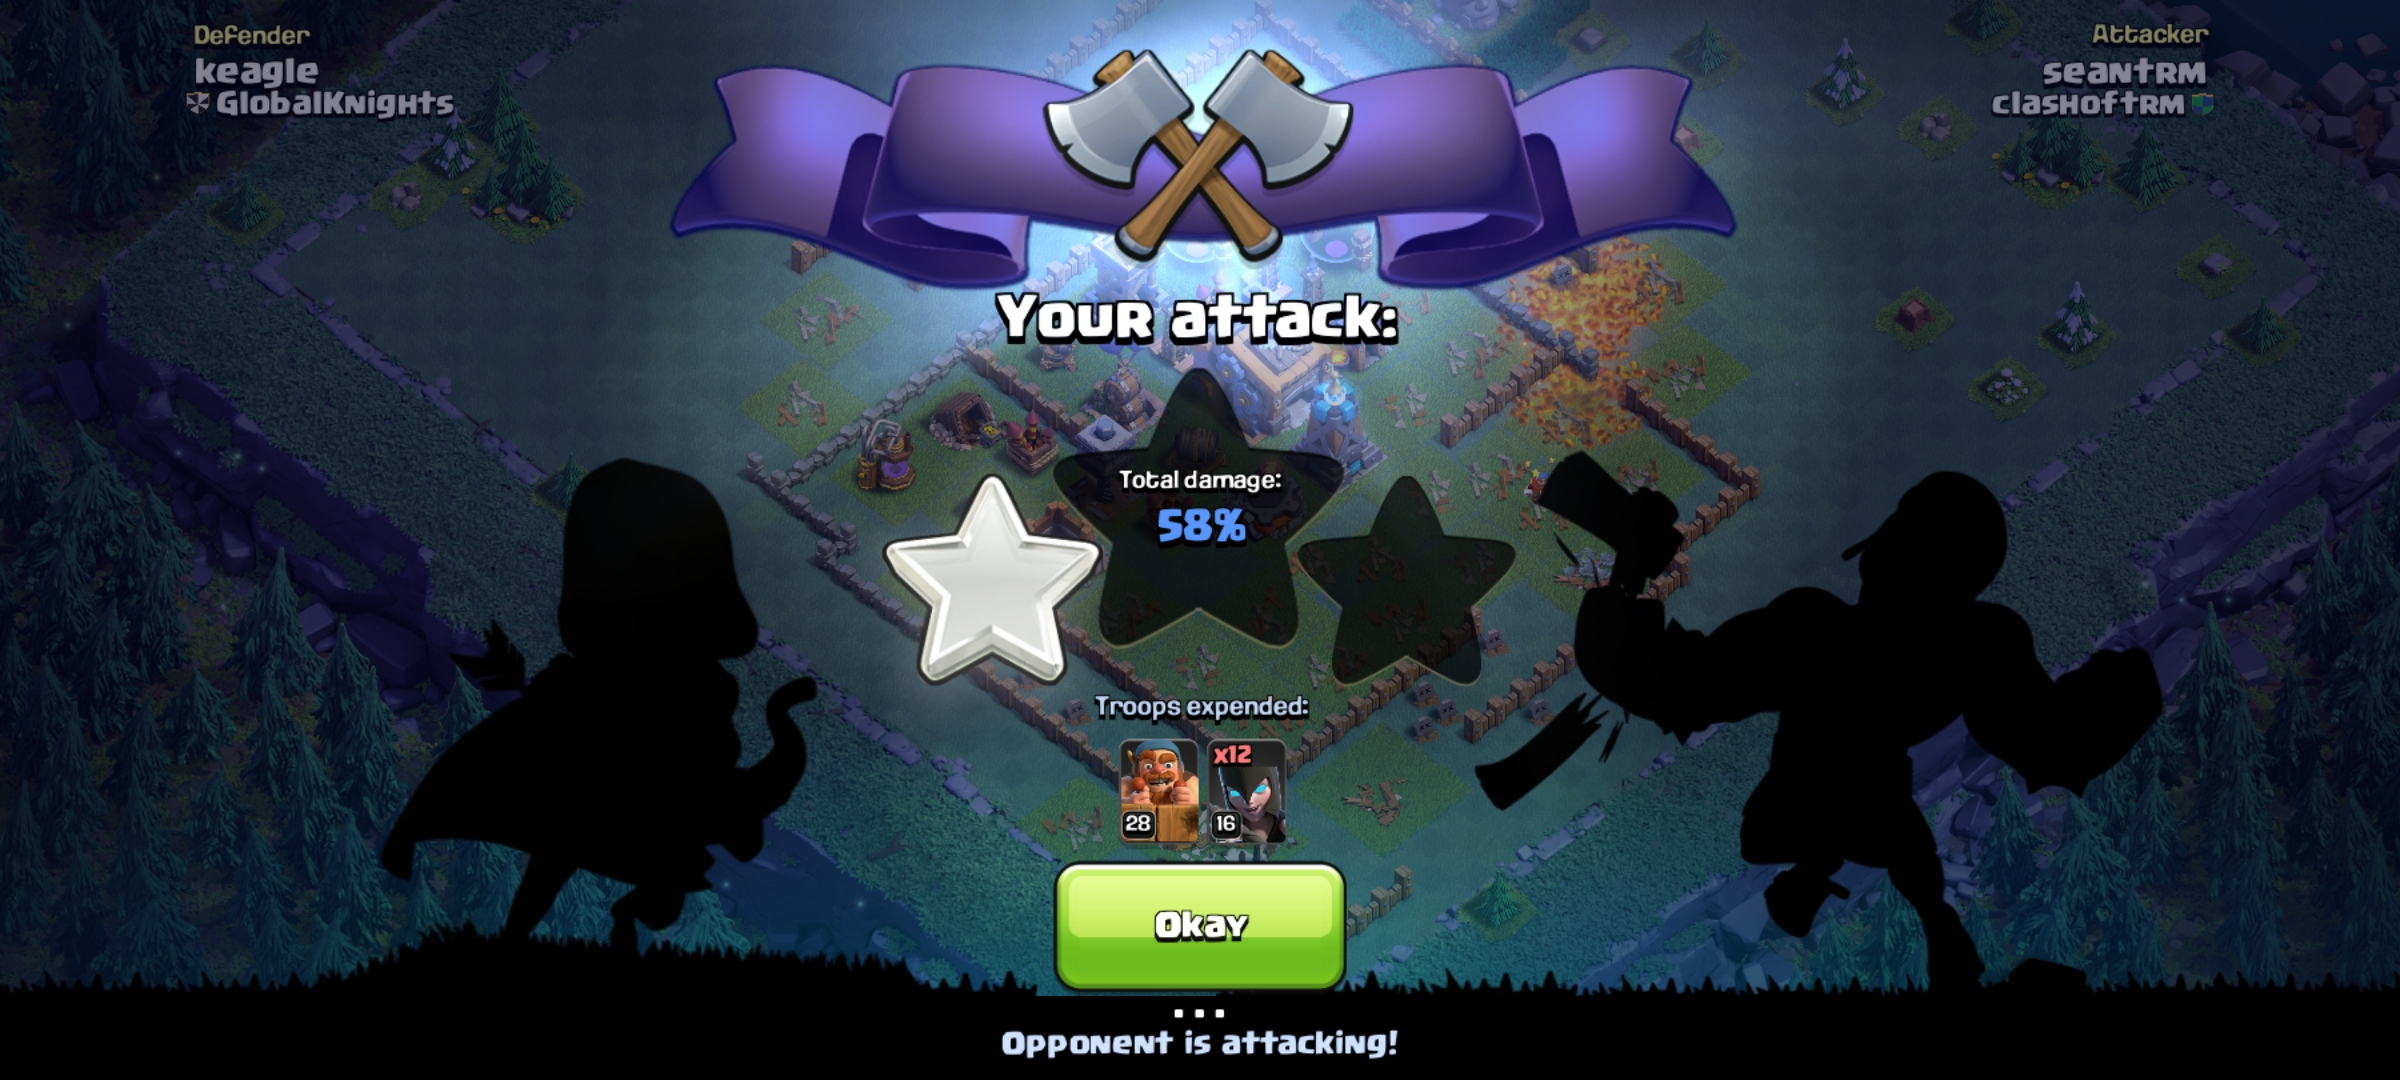 Defender
keagle
GlobalKnights
Attacker
seantRM
clashoftRM
Your attack:
Total damage:
58%
Troops expended:
x12
28
16
Okay
...
Opponent is attacking!